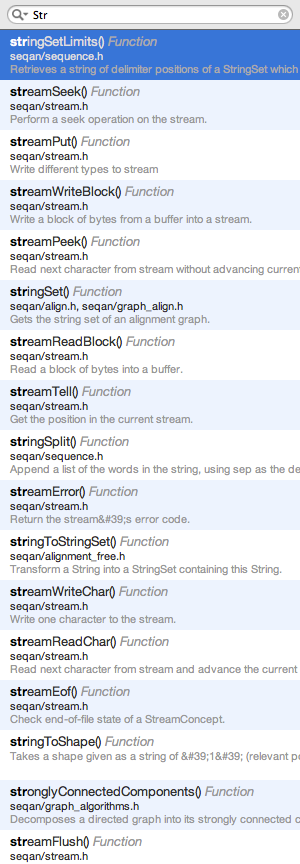 Str
stringSetLimits() Function
seqan/sequence.h
Retrieves a string of delimiter positions of a StringSet which
streamSeek() Function
seqan/stream.h
Perform a seek operation on the stream.
streamPut() Function
seqan/stream.h
Write different types to stream
streamWriteBlock() Function
seqan/stream.h
Write a block of bytes from a buffer into a stream.
streamPeek() Function
seqan/stream.h
Read next character from stream without advancing current
stringSet() Function
seqan/align.h, seqan/graph_align.h
Gets the string set of an alignment graph.
streamReadBlock() Function
seqan/stream.h
Read a block of bytes into a buffer.
streamTell() Function
seqan/stream.h
Get the position in the current stream.
stringSplit() Function
seqan/sequence.h
Append a list of the words in the string, using sep as the de
streamError() Function
seqan/stream.h
Return the stream&#39;s error code.
stringToStringSet() Function
seqan/alignment_free.h
Transform a String into a StringSet containing this String.
streamWriteChar() Function
seqan/stream.h
Write one character to the stream.
streamReadChar() Function
seqan/stream.h
Read next character from stream and advance the current
streamEof() Function
seqan/stream.h
Check end-of-file state of a StreamConcept.
stringToShape() Function
Takes a shape given as a string of &#39;1&#39; (relevant po
stronglyConnectedComponents() Function
seqan/graph_algorithms.h
Decomposes a directed graph into its strongly connected c
streamFlush() Function
seqan/stream.h